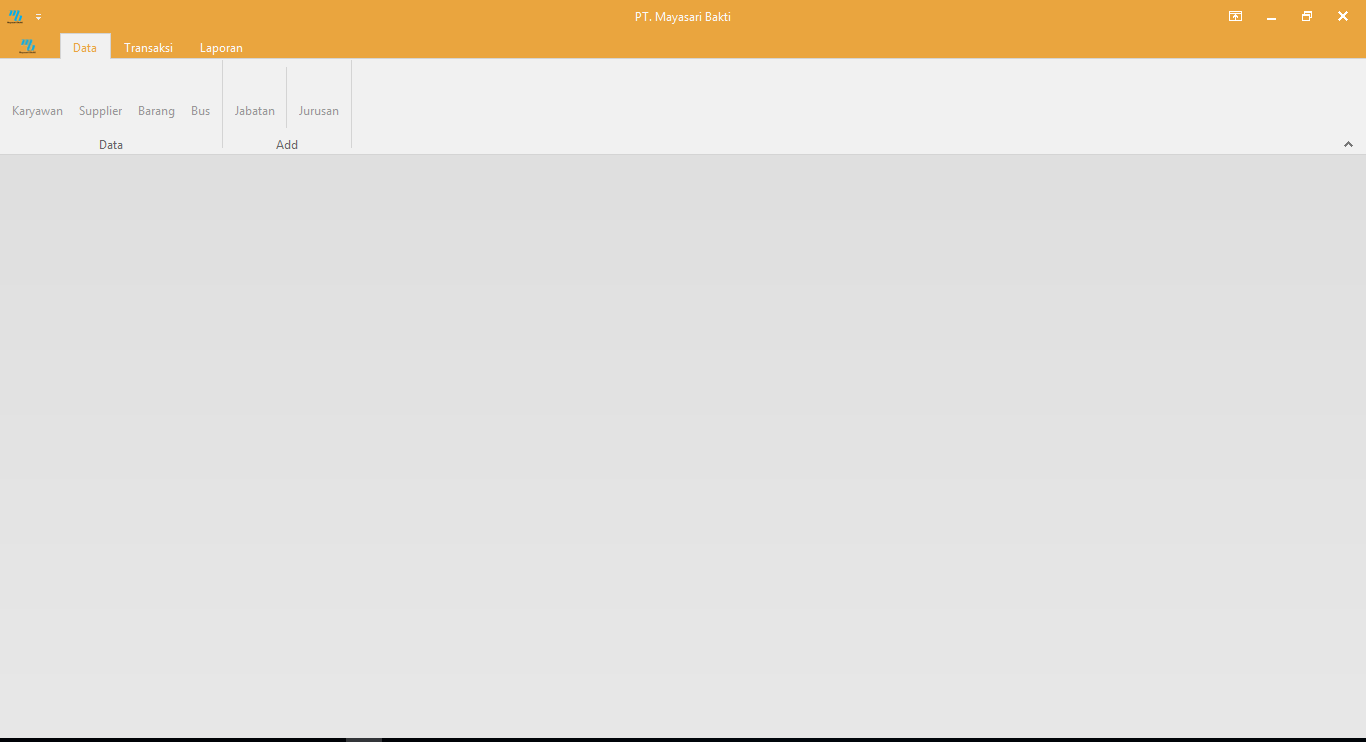 PT. Mayasari Bakti
Data Transaksi Laporan
Karyawan Supplier Barang Bus Jabatan Jurusan
Data Add